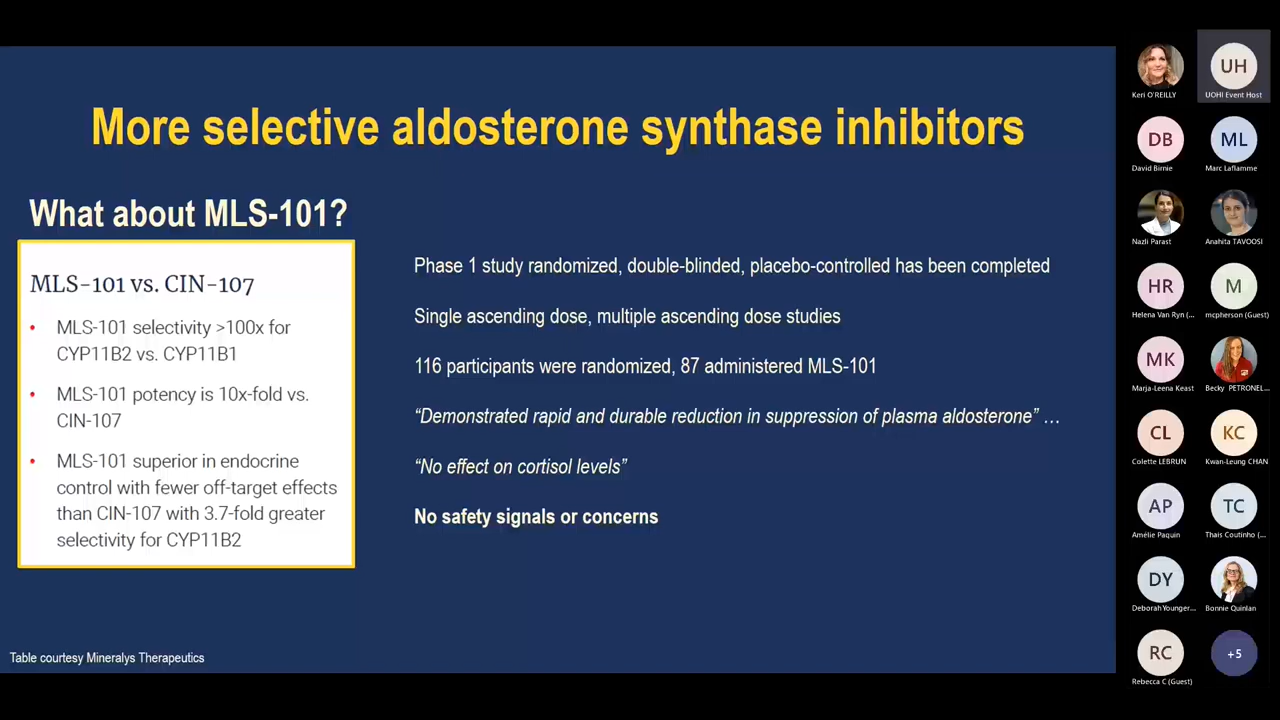 More selective aldosterone synthase inhibitors
What about MLS-101?
MLS-101 vs. CIN-107
• MLS-101 selectivity >100x for
CYP11B2 vs. CYP11B1
• MLS-101 potency is 10x-fold vs.
CIN-107
• MLS-101 superior in endocrine
control with fewer off-target effects
than CIN-107 with 3.7-fold greater
selectivity for CYP11B2
Phase 1 study randomized, double-blinded, placebo-controlled has been completed
Single ascending dose, multiple ascending dose studies
116 participants were randomized, 87 administered MLS-101
“Demonstrated rapid and durable reduction in suppression of plasma aldosterone” …
“No effect on cortisol levels”
No safety signals or concerns
Table courtesy Mineralys Therapeutics
Keri O'REILLY
UH
UOHI Event Host
DB
David Birnie
ML
Marc Laflamme
Nazli Parast
Anahita TAVOOSI
HR
Helena Van Ryn (...
M
mcpherson (Guest)
MK
Marja-Leena Keast
Becky PETRONEL...
CL
Colette LEBRUN
KC
Kwan-Leung CHAN
AP
Amélie Paquin
TC
Thais Coutinho (...
DY
Deborah Younger...
Bonnie Quinlan
RC
Rebecca C (Guest)
+5